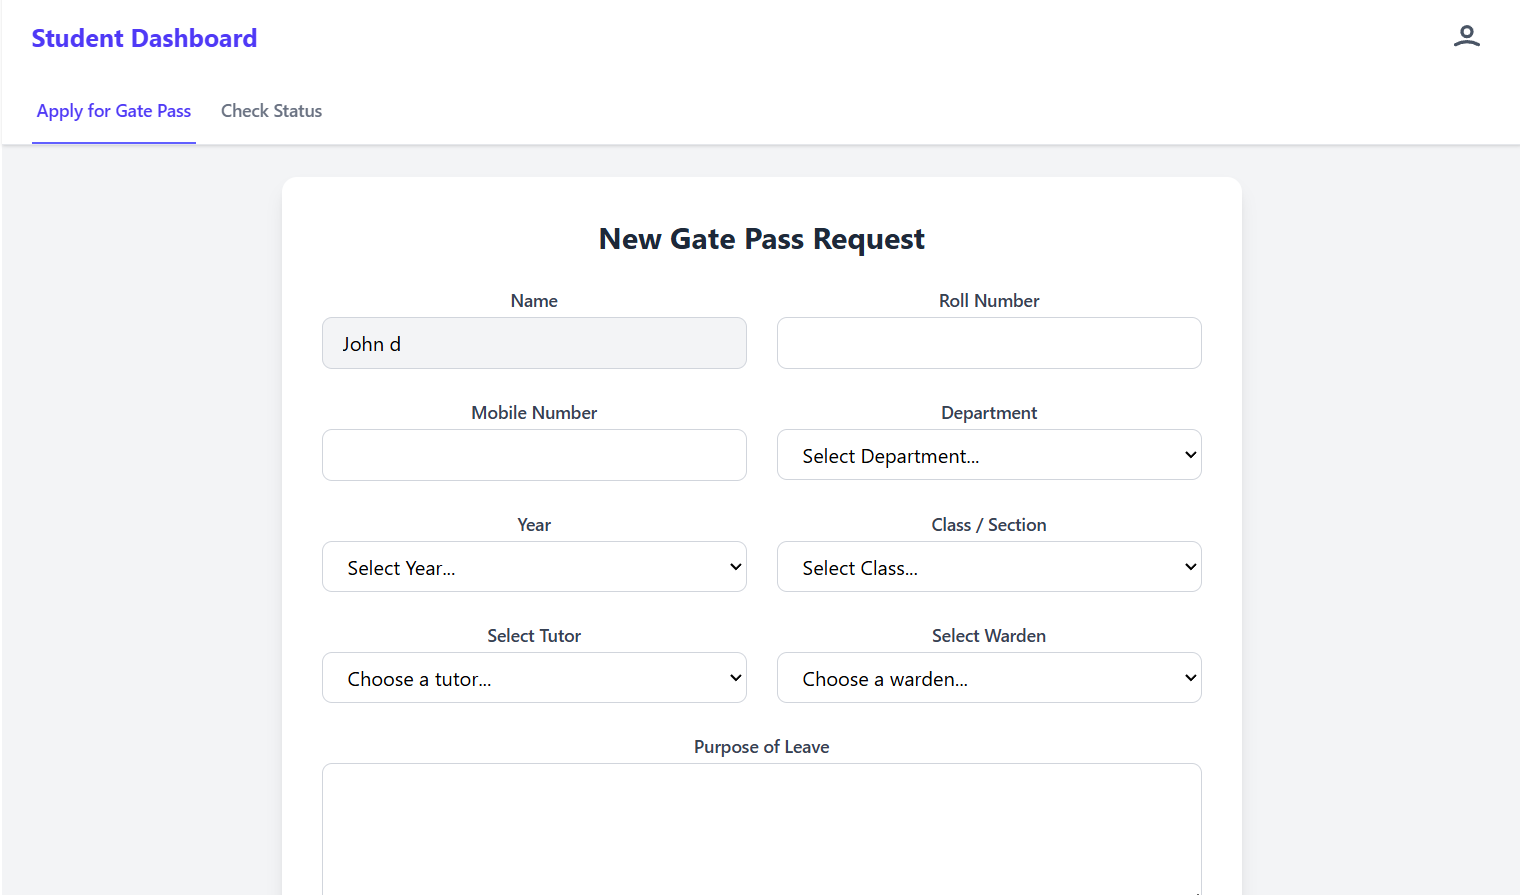 Student Dashboard
Apply for Gate Pass Check Status
New Gate Pass Request
Name Roll Number
John d
Mobile Number Department
Select Department...
Year Class / Section
Select Year... Select Class...
Select Tutor Select Warden
Choose a tutor... Choose a warden...
Purpose of Leave